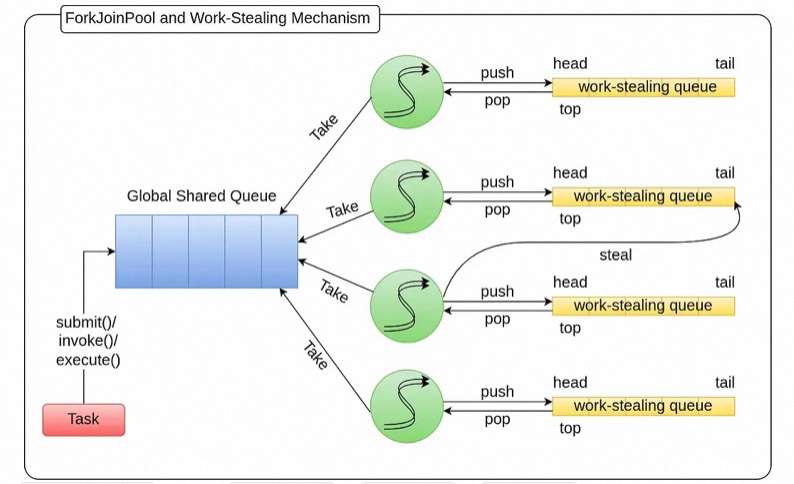 ForkJoinPool and Work-Stealing Mechanism
head
tail
push
work-stealing queue
pop
top
Take
head
tail
push
work-stealing queue
pop
top
Global Shared Queue
Take
steal
head
tail
push
work-stealing queue
pop
top
Take
submit()/
invoke()/
execute()
Take
head
tail
push
work-stealing queue
pop
top
Task